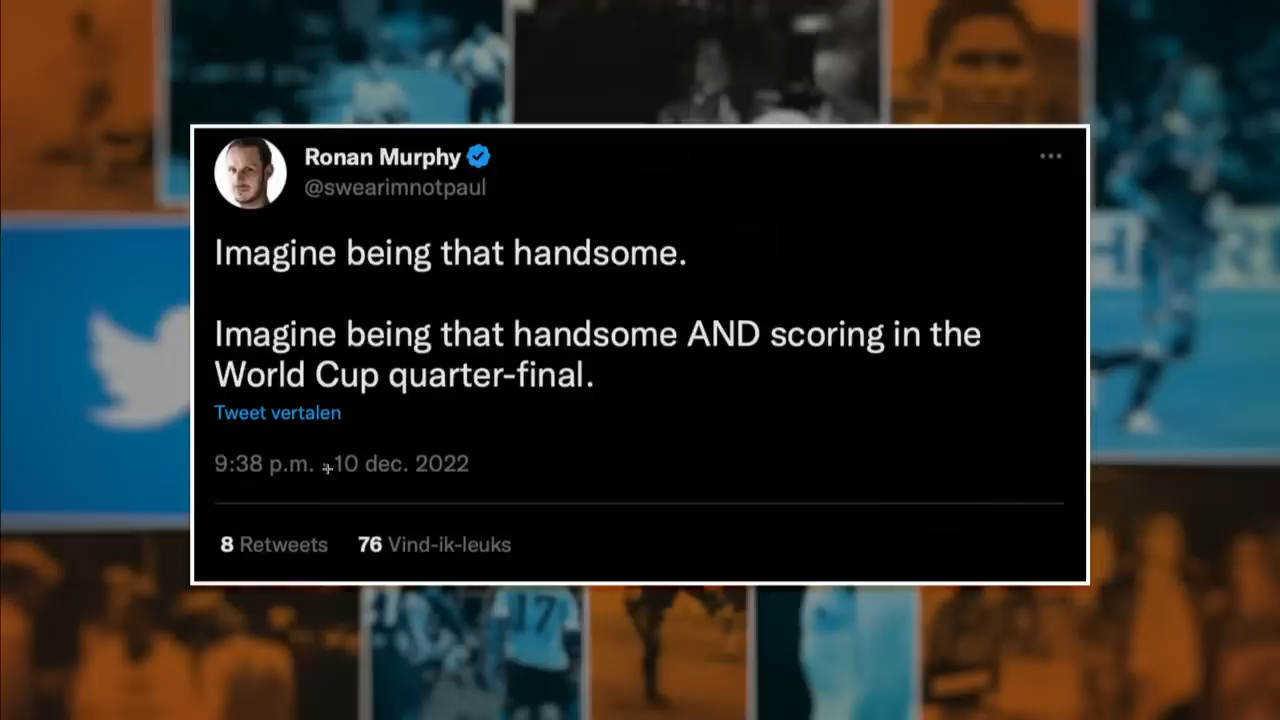 Ronan Murphy
@swearimnotpaul
Imagine being that handsome.
Imagine being that handsome AND scoring in the
World Cup quarter-final.
Tweet vertalen
9:38 p.m. · 10 dec. 2022
8 Retweets 76 Vind-ik-leuks
17